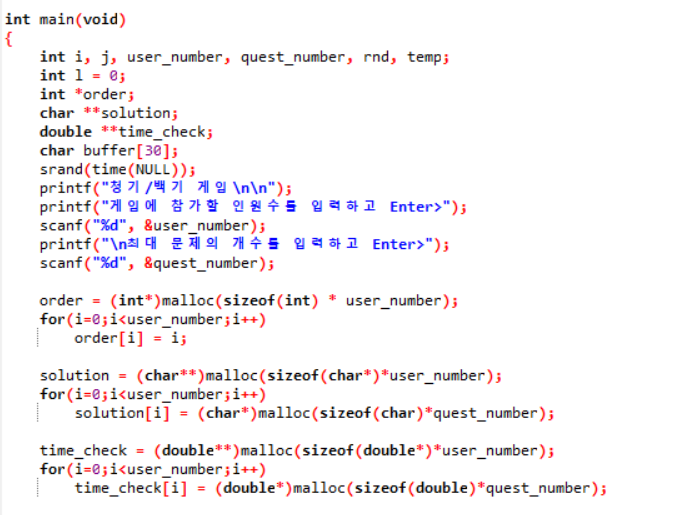 int main(void)
{
    int i, j, user_number, quest_number, rnd, temp;
    int l = 0;
    int *order;
    char **solution;
    double **time_check;
    char buffer[30];
    srand(time(NULL));
    printf("청기/백기 게임\n\n");
    printf("게임에 참가할 인원수를 입력하고 Enter>");
    scanf("%d", &user_number);
    printf("\n최대 문제의 개수를 입력하고 Enter>");
    scanf("%d", &quest_number);
    order = (int*)malloc(sizeof(int) * user_number);
    for(i=0;i<user_number;i++)
        order[i] = i;
    solution = (char**)malloc(sizeof(char*)*user_number);
    for(i=0;i<user_number;i++)
        solution[i] = (char*)malloc(sizeof(char)*quest_number);
    time_check = (double**)malloc(sizeof(double*)*user_number);
    for(i=0;i<user_number;i++)
        time_check[i] = (double*)malloc(sizeof(double)*quest_number);